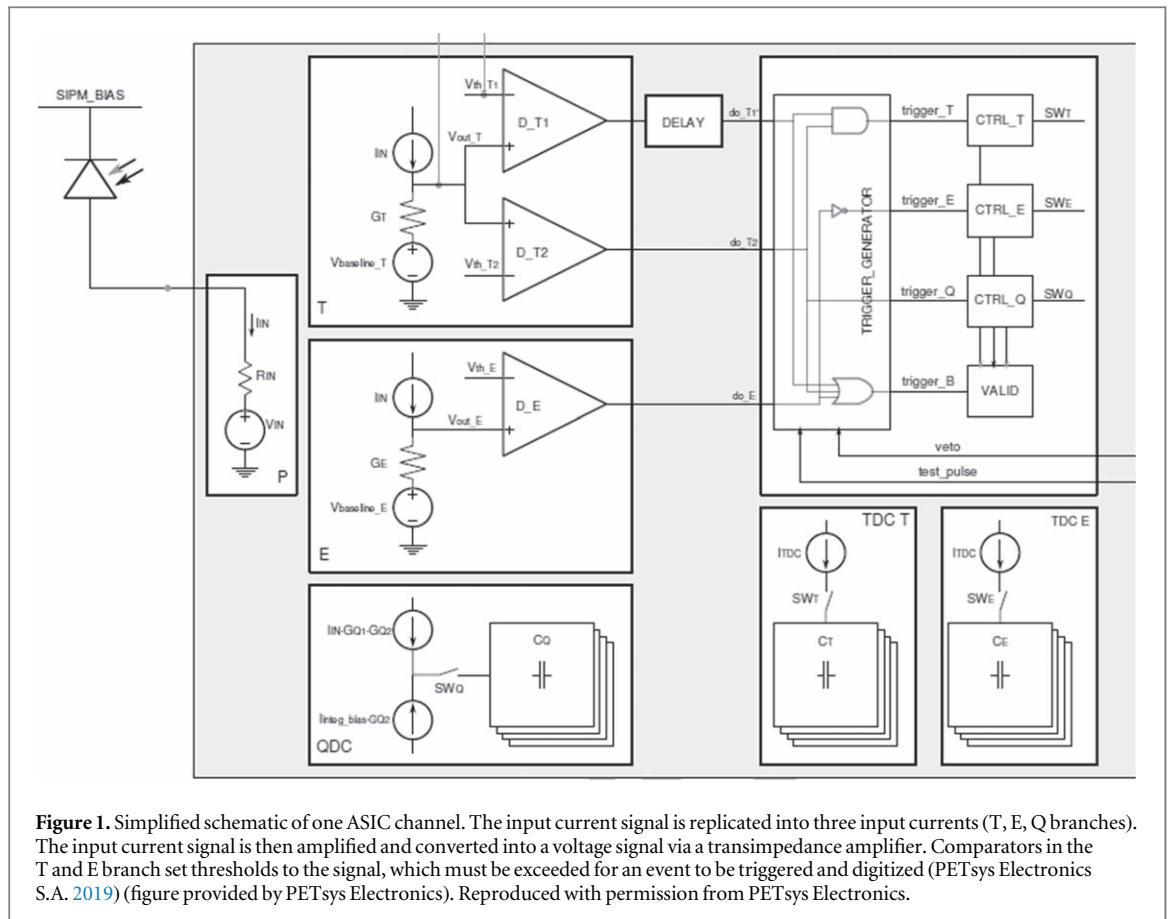 SIPM_BIAS
IIN
RIN
VIN
P
Vth_T1
D_T1
Vout_T
IIN
GT
Vbaseline_T
D_T2
Vth_T2
T
DELAY
do_T1'
do_T2
Vth_E
IIN
D_E
Vout_E
GE
Vbaseline_E
E
do_E
IIN·GQ1·GQ2
CQ
SWQ
Iinteg_bias·GQ2
QDC
TRIGGER_GENERATOR
trigger_T
CTRL_T
SWT
trigger_E
CTRL_E
SWE
trigger_Q
CTRL_Q
SWQ
trigger_B
VALID
veto
test_pulse
TDC T
ITDC
SWT
CT
TDC E
ITDC
SWE
CE
Figure 1. Simplified schematic of one ASIC channel. The input current signal is replicated into three input currents (T, E, Q branches).
The input current signal is then amplified and converted into a voltage signal via a transimpedance amplifier. Comparators in the
T and E branch set thresholds to the signal, which must be exceeded for an event to be triggered and digitized (PETsys Electronics
S.A. 2019) (figure provided by PETsys Electronics). Reproduced with permission from PETsys Electronics.